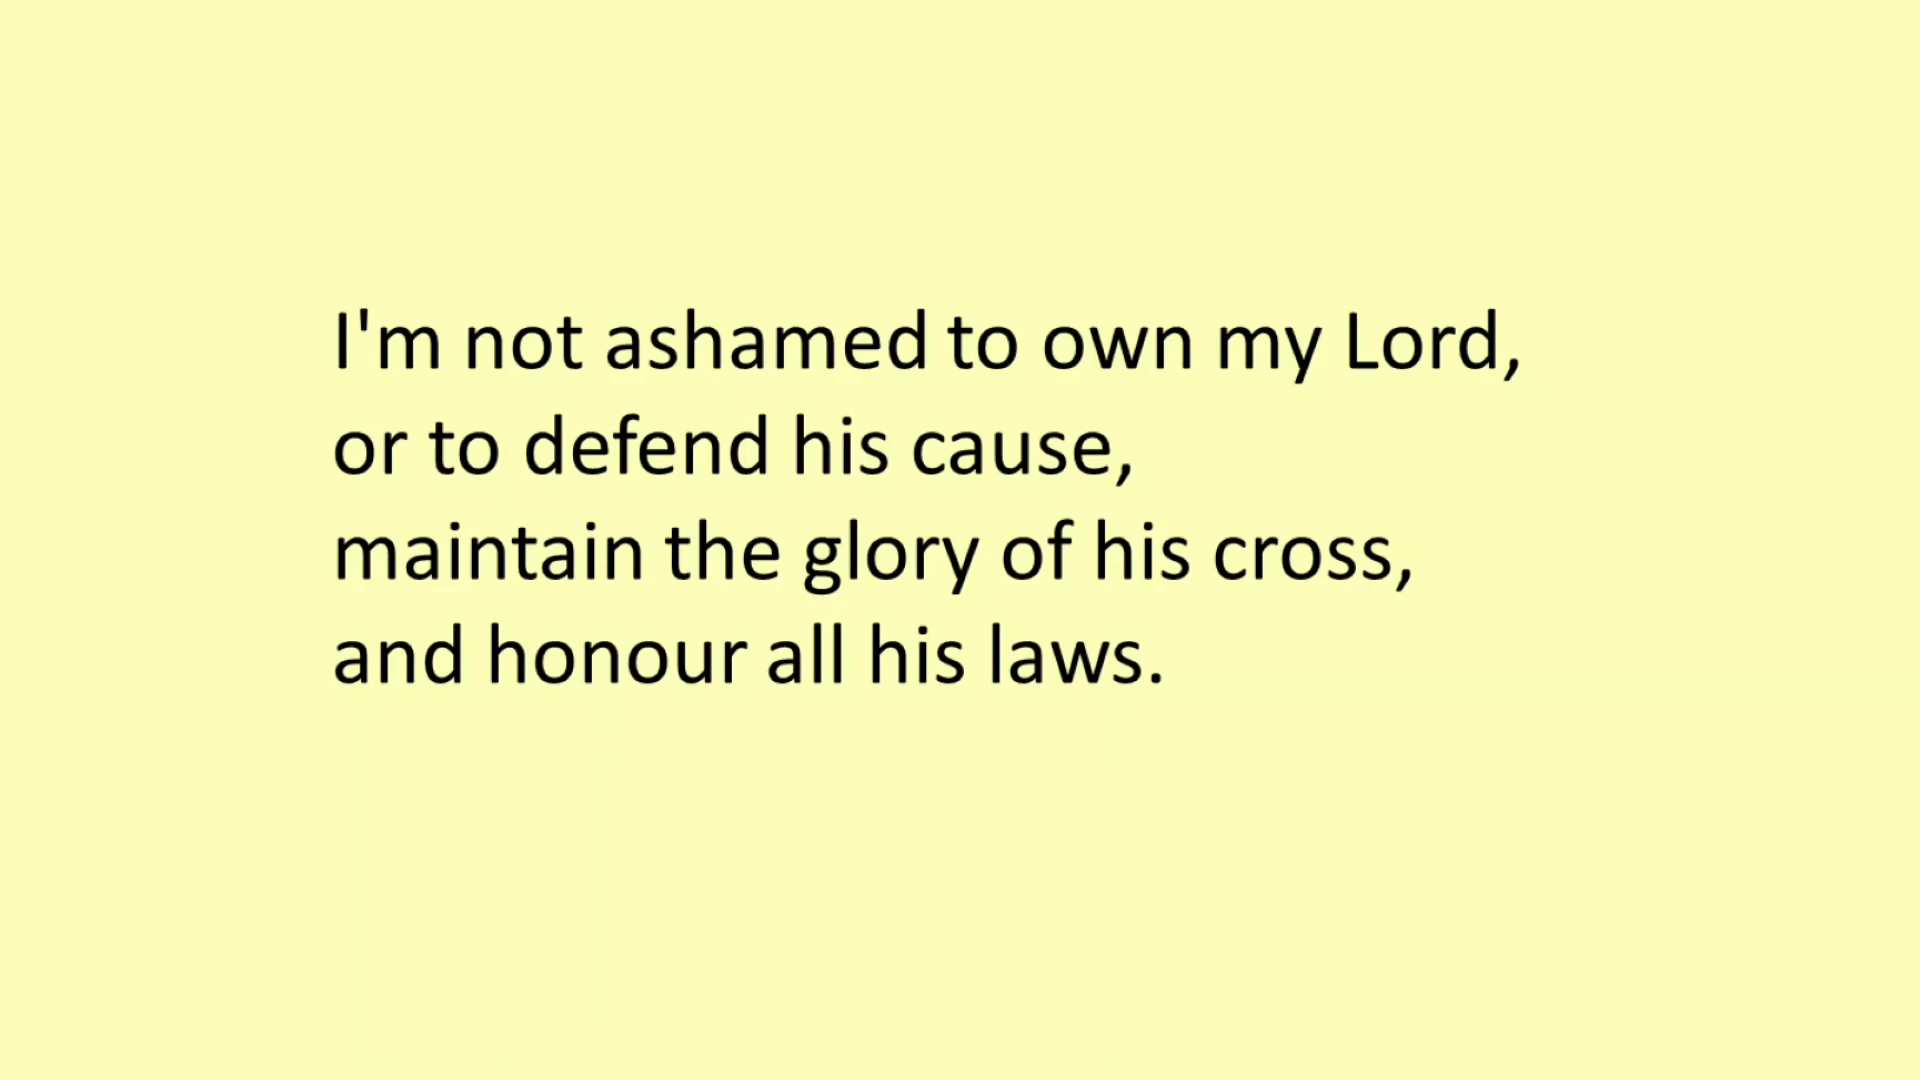 I'm not ashamed to own my Lord,
or to defend his cause,
maintain the glory of his cross,
and honour all his laws.